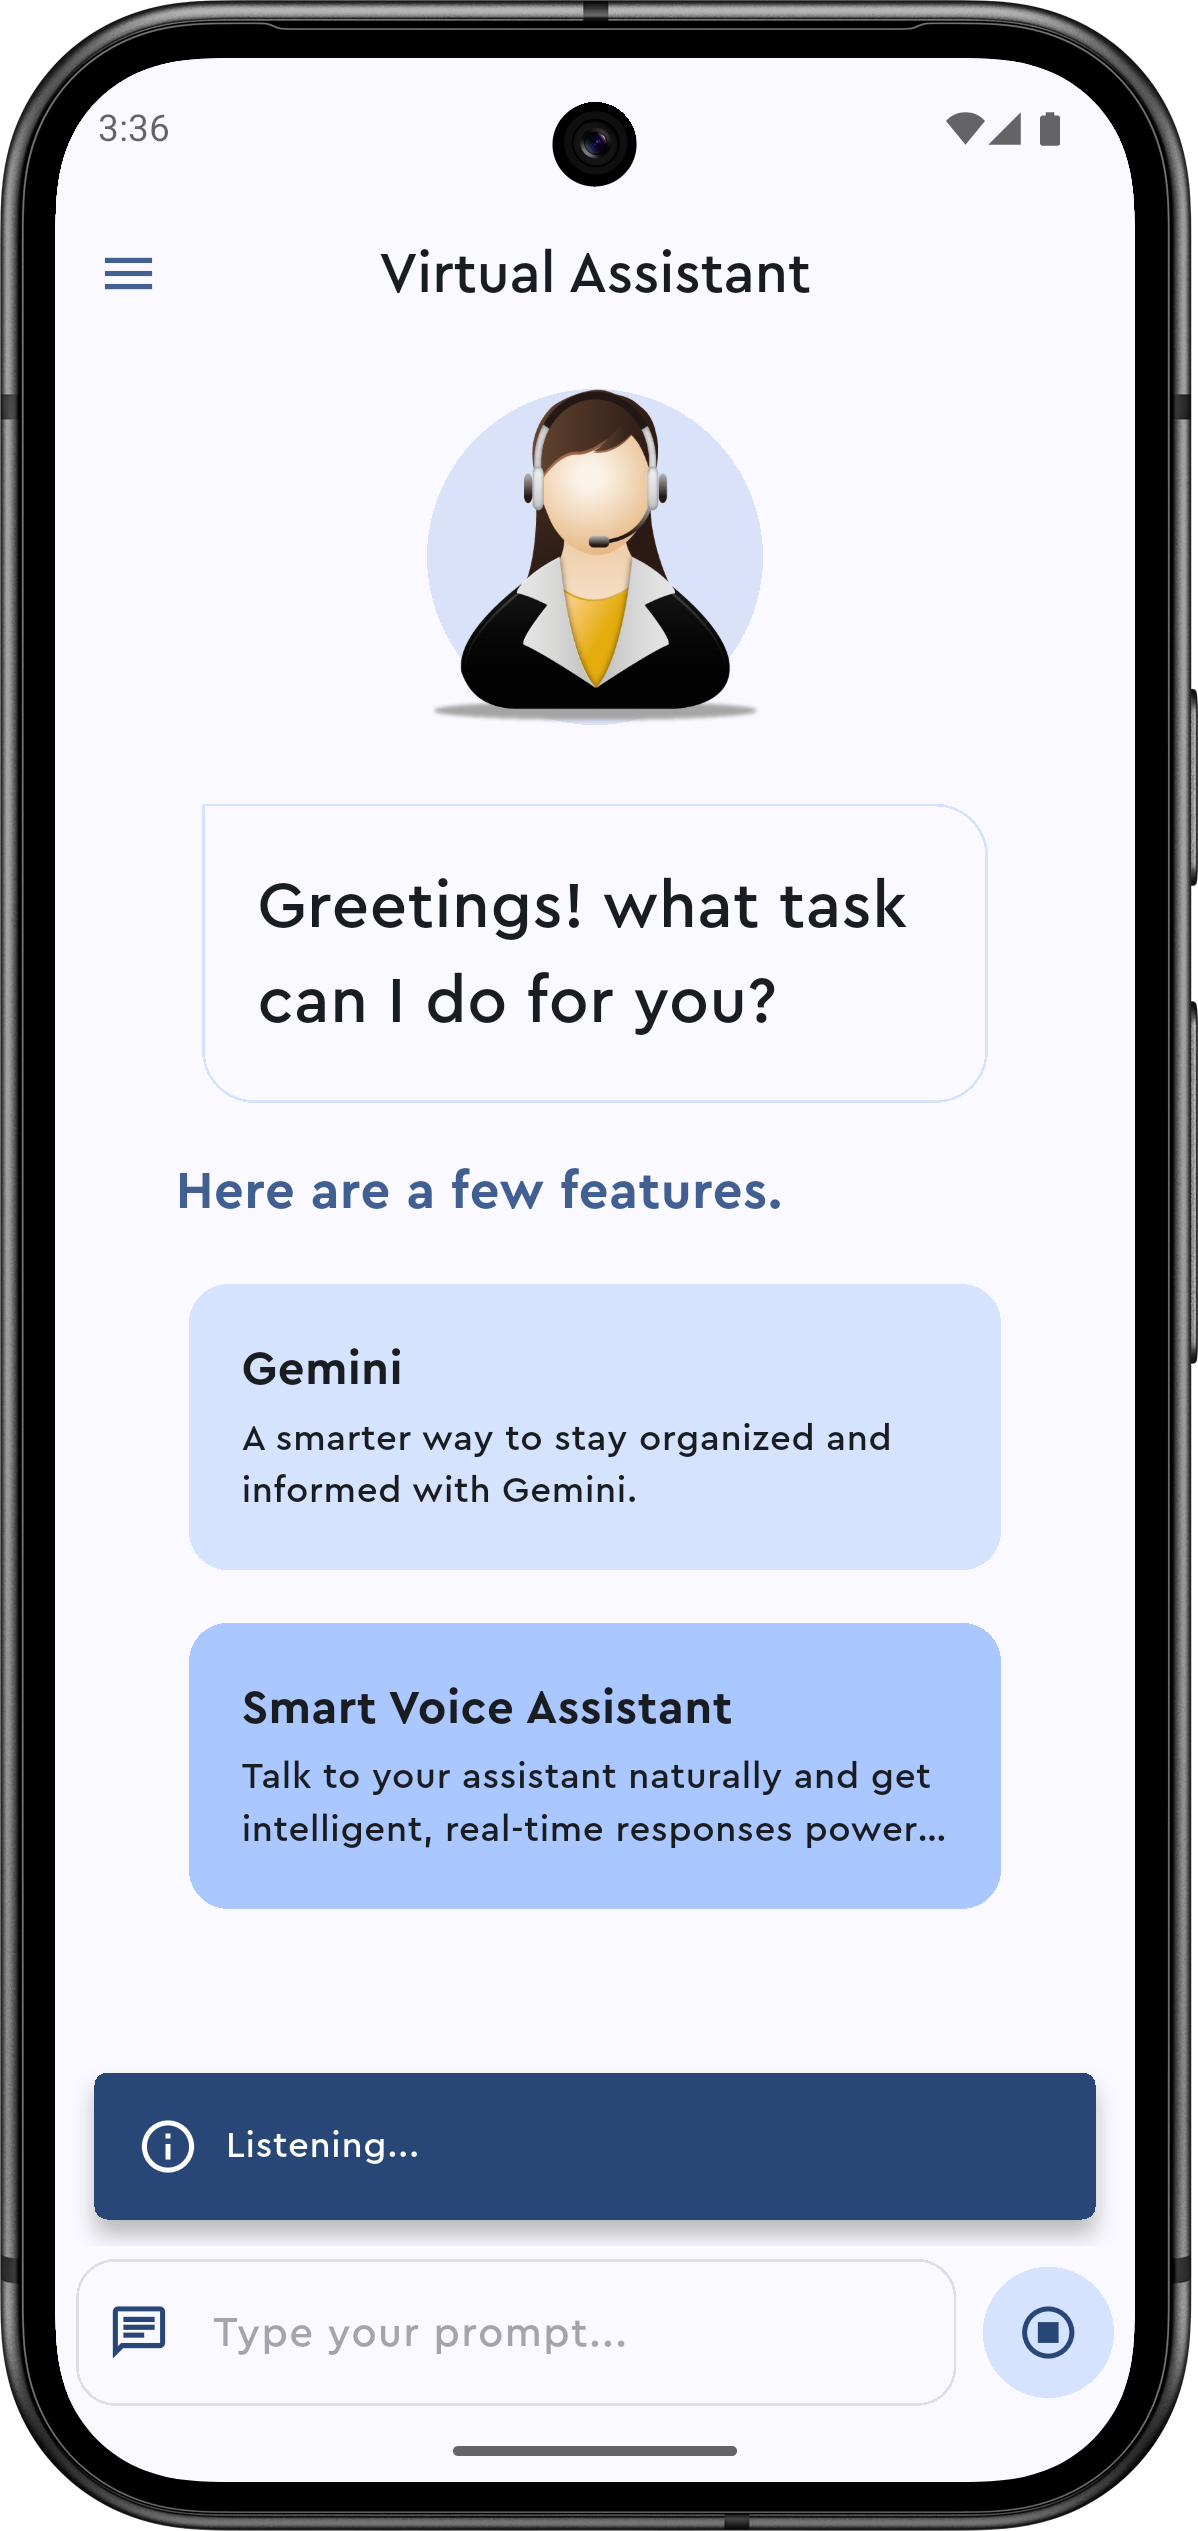 3:36
Virtual Assistant
Greetings! what task
can I do for you?
Here are a few features.
Gemini
A smarter way to stay organized and
informed with Gemini.
Smart Voice Assistant
Talk to your assistant naturally and get
intelligent, real-time responses power...
Listening...
Type your prompt...